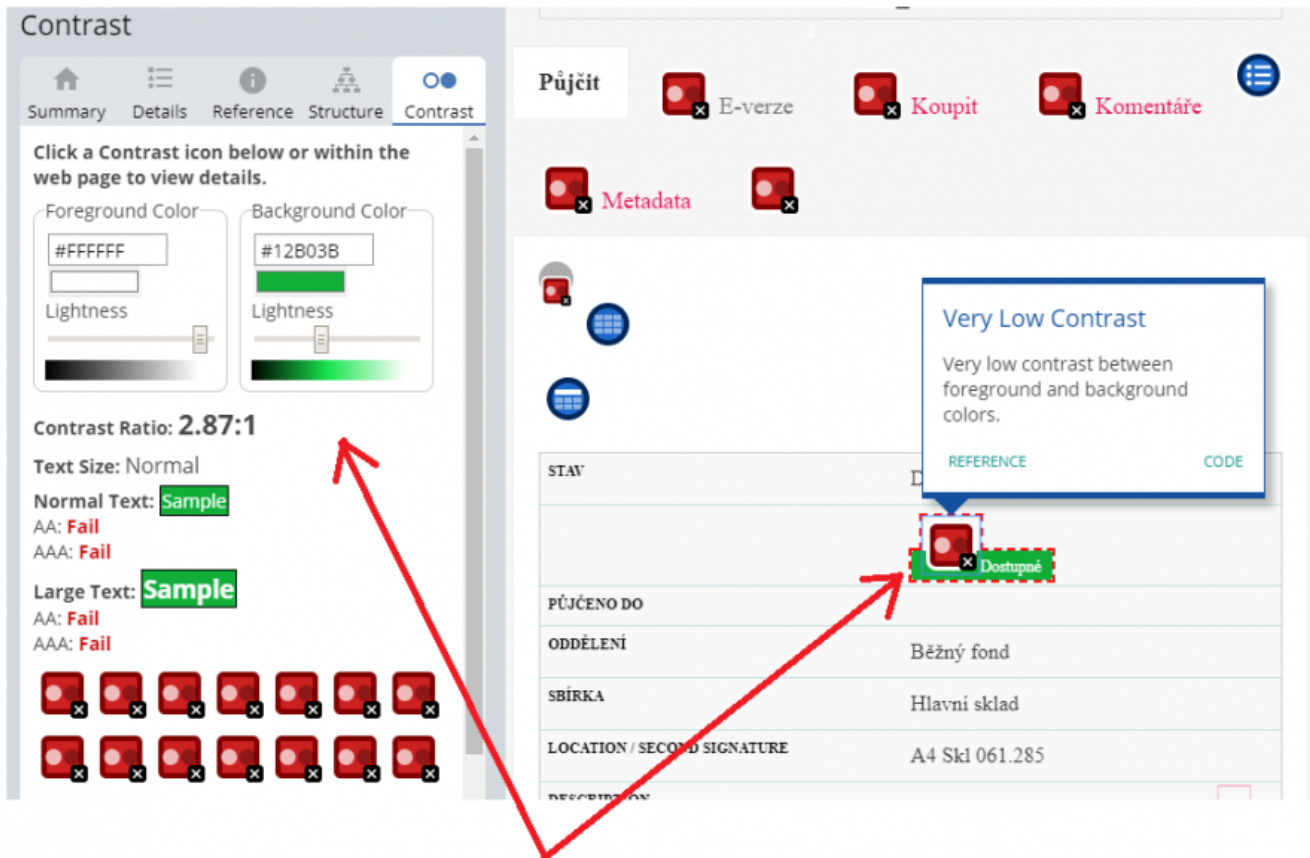 Contrast
Summary Details Reference Structure Contrast
Click a Contrast icon below or within the
web page to view details.
Foreground Color Background Color
#FFFFFF #12B03B
Lightness Lightness
Contrast Ratio: 2.87:1
Text Size: Normal
Normal Text: Sample
AA: Fail
AAA: Fail
Large Text: Sample
AA: Fail
AAA: Fail
Půjčit E-verze Koupit Komentáře
Metadata
Very Low Contrast
Very low contrast between
foreground and background
colors.
REFERENCE CODE
STAV D
Dostupné
PŮJČENO DO
ODDĚLENÍ Běžný fond
SBÍRKA Hlavní sklad
LOCATION / SECOND SIGNATURE A4 Skl 061.285
DESCRIPTION